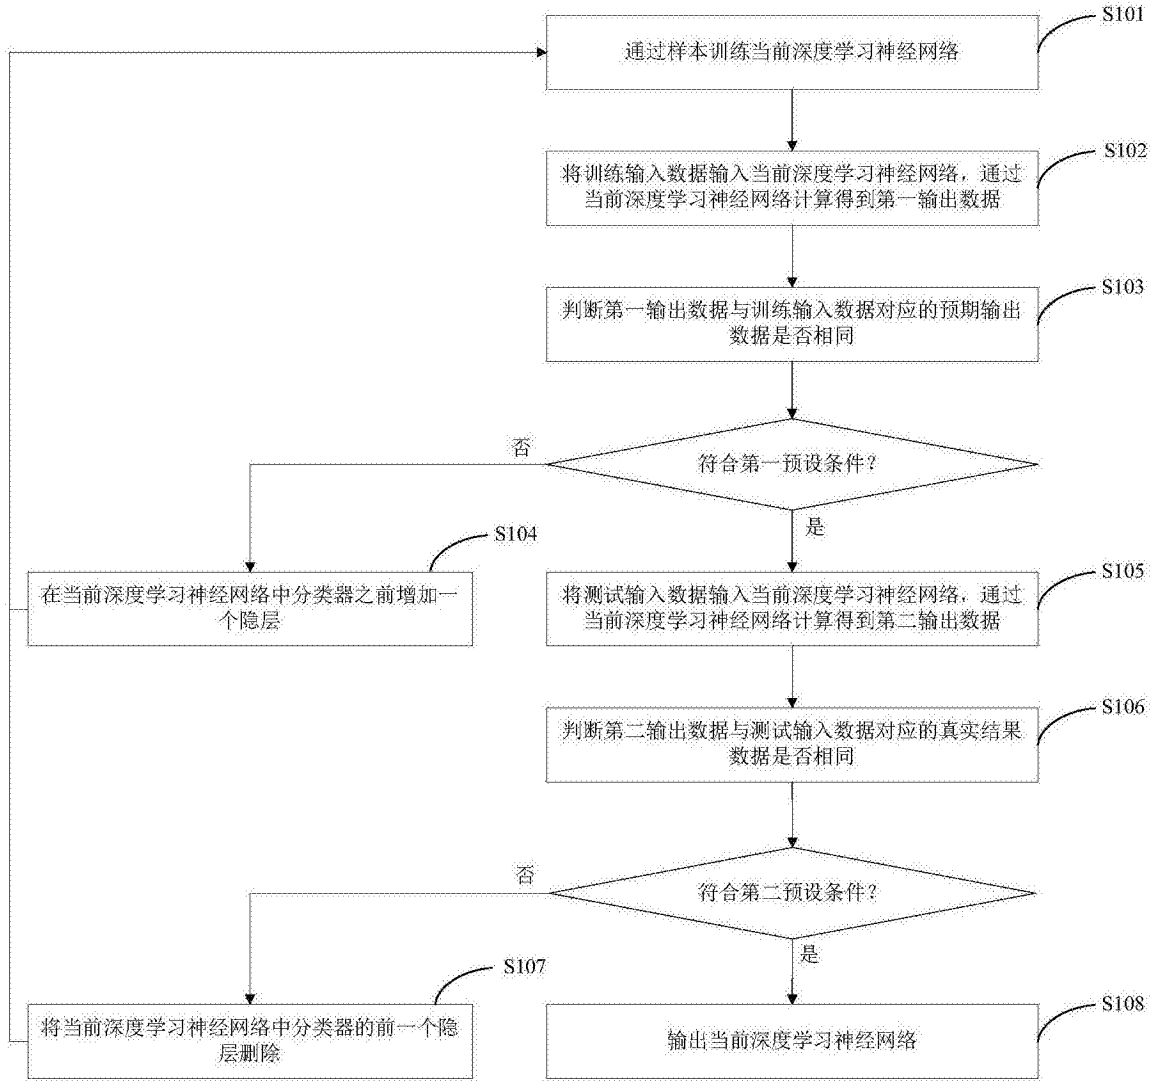 S101
通过样本训练当前深度学习神经网络
S102
将训练输入数据输入当前深度学习神经网络，通过
当前深度学习神经网络计算得到第一输出数据
S103
判断第一输出数据与训练输入数据对应的预期输出
数据是否相同
否
符合第一预设条件？
是
S104
在当前深度学习神经网络中分类器之前增加一
个隐层
S105
将测试输入数据输入当前深度学习神经网络，通过
当前深度学习神经网络计算得到第二输出数据
S106
判断第二输出数据与测试输入数据对应的真实结果
数据是否相同
否
符合第二预设条件？
是
S107
将当前深度学习神经网络中分类器的前一个隐
层删除
S108
输出当前深度学习神经网络